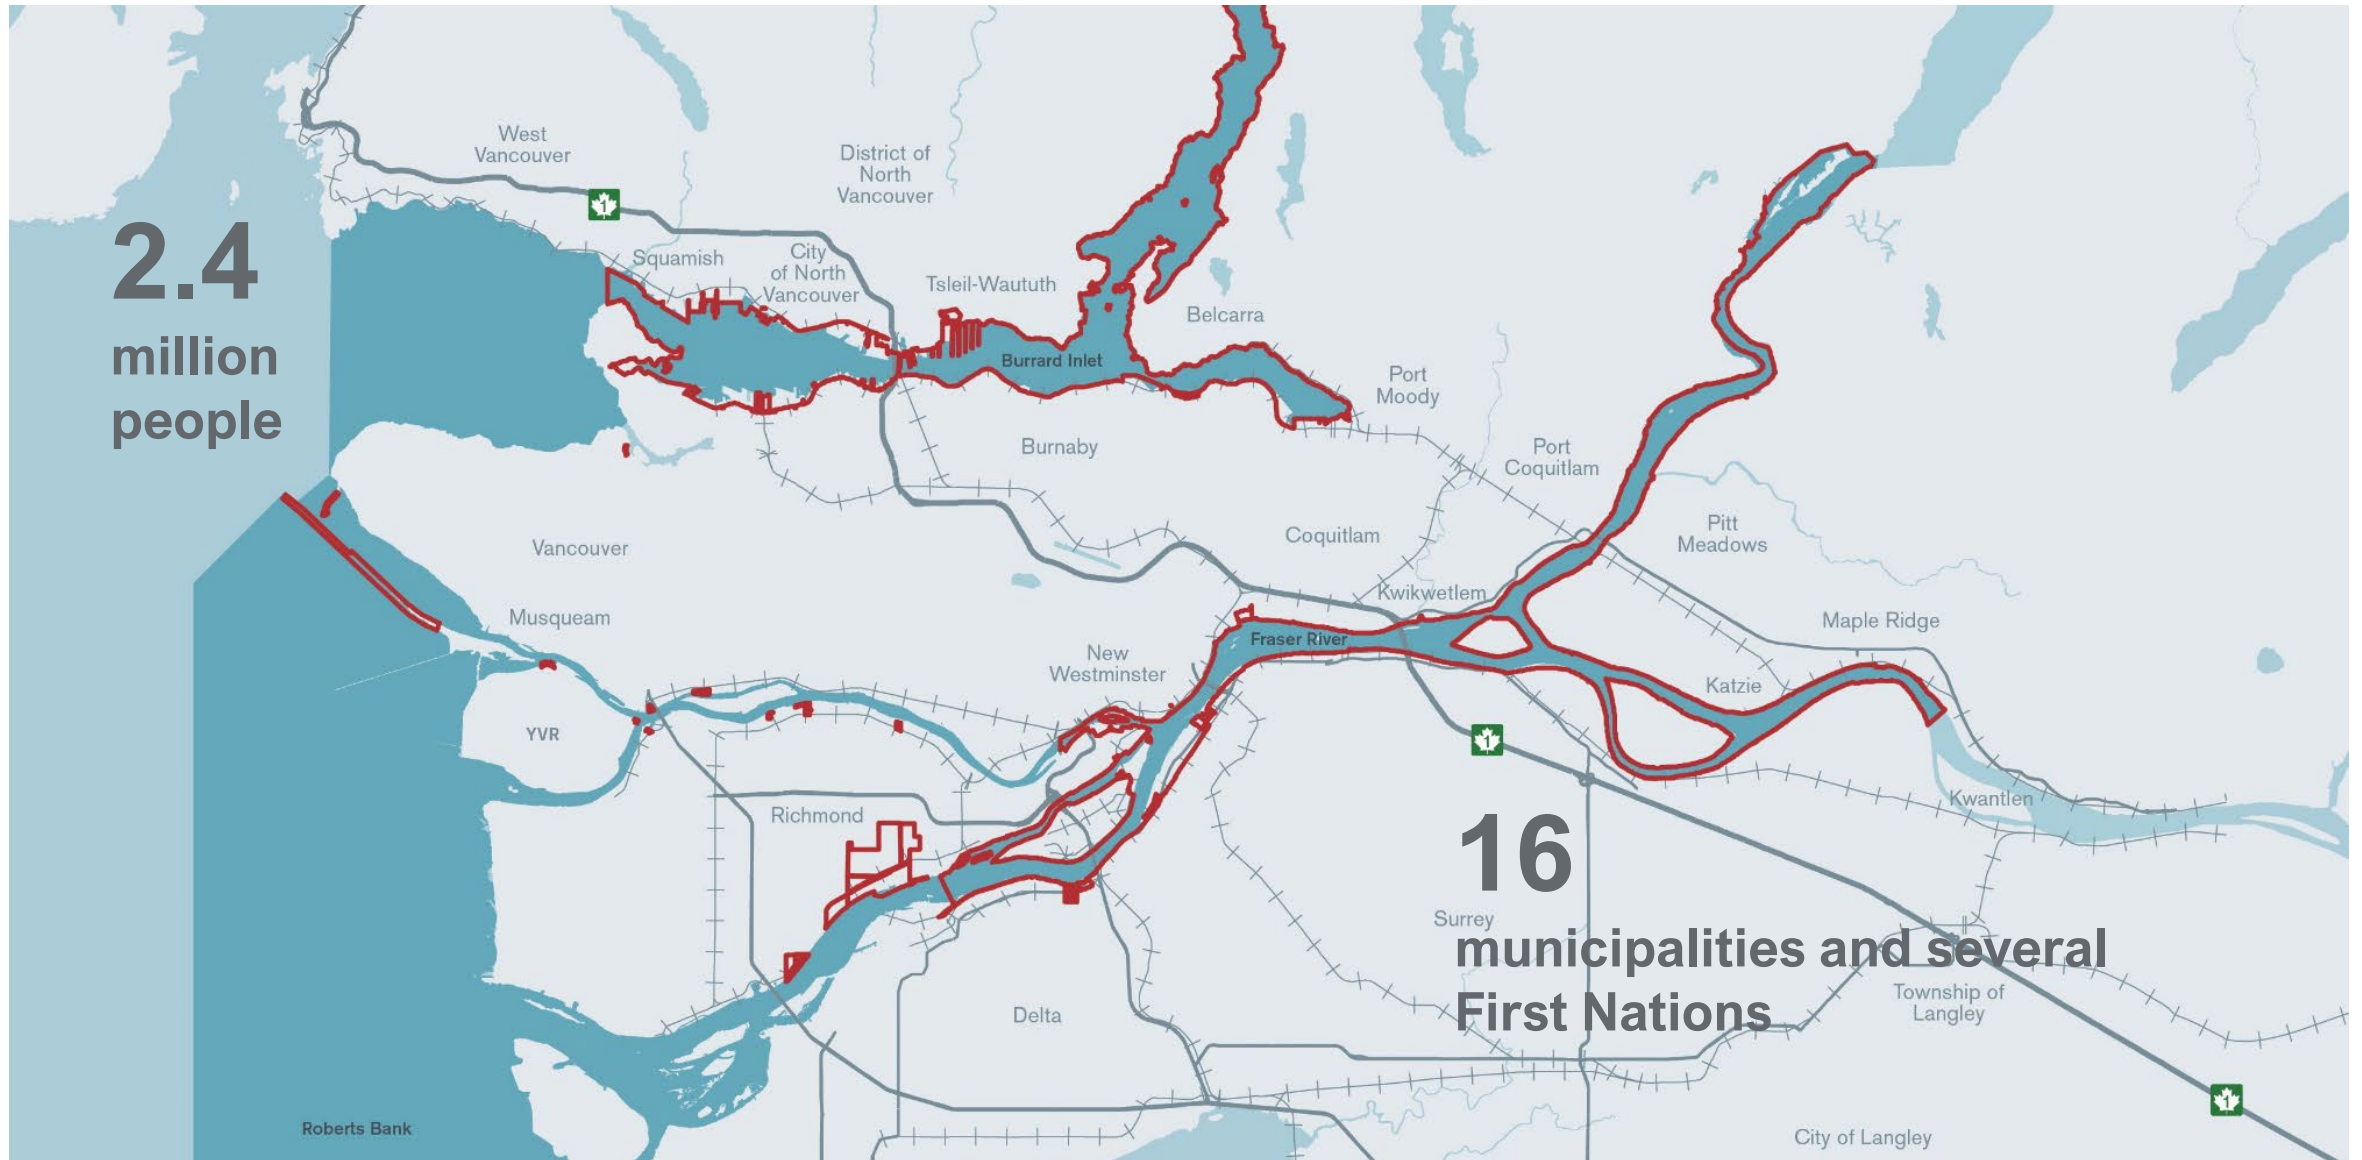 West
Vancouver
District of
North
Vancouver
1
2.4
million
people
Squamish
City
of North
Vancouver
Tsleil-Waututh
Belcarra
Burrard Inlet
Port
Moody
Burnaby
Port
Coquitlam
Coquitlam
Pitt
Meadows
Vancouver
Musqueam
Kwikwetlem
Maple Ridge
Fraser River
New
Westminster
Katzie
YVR
1
Richmond
Kwantlen
16
Surrey
municipalities and several
First Nations
Township of
Langley
Delta
1
Roberts Bank
City of Langley